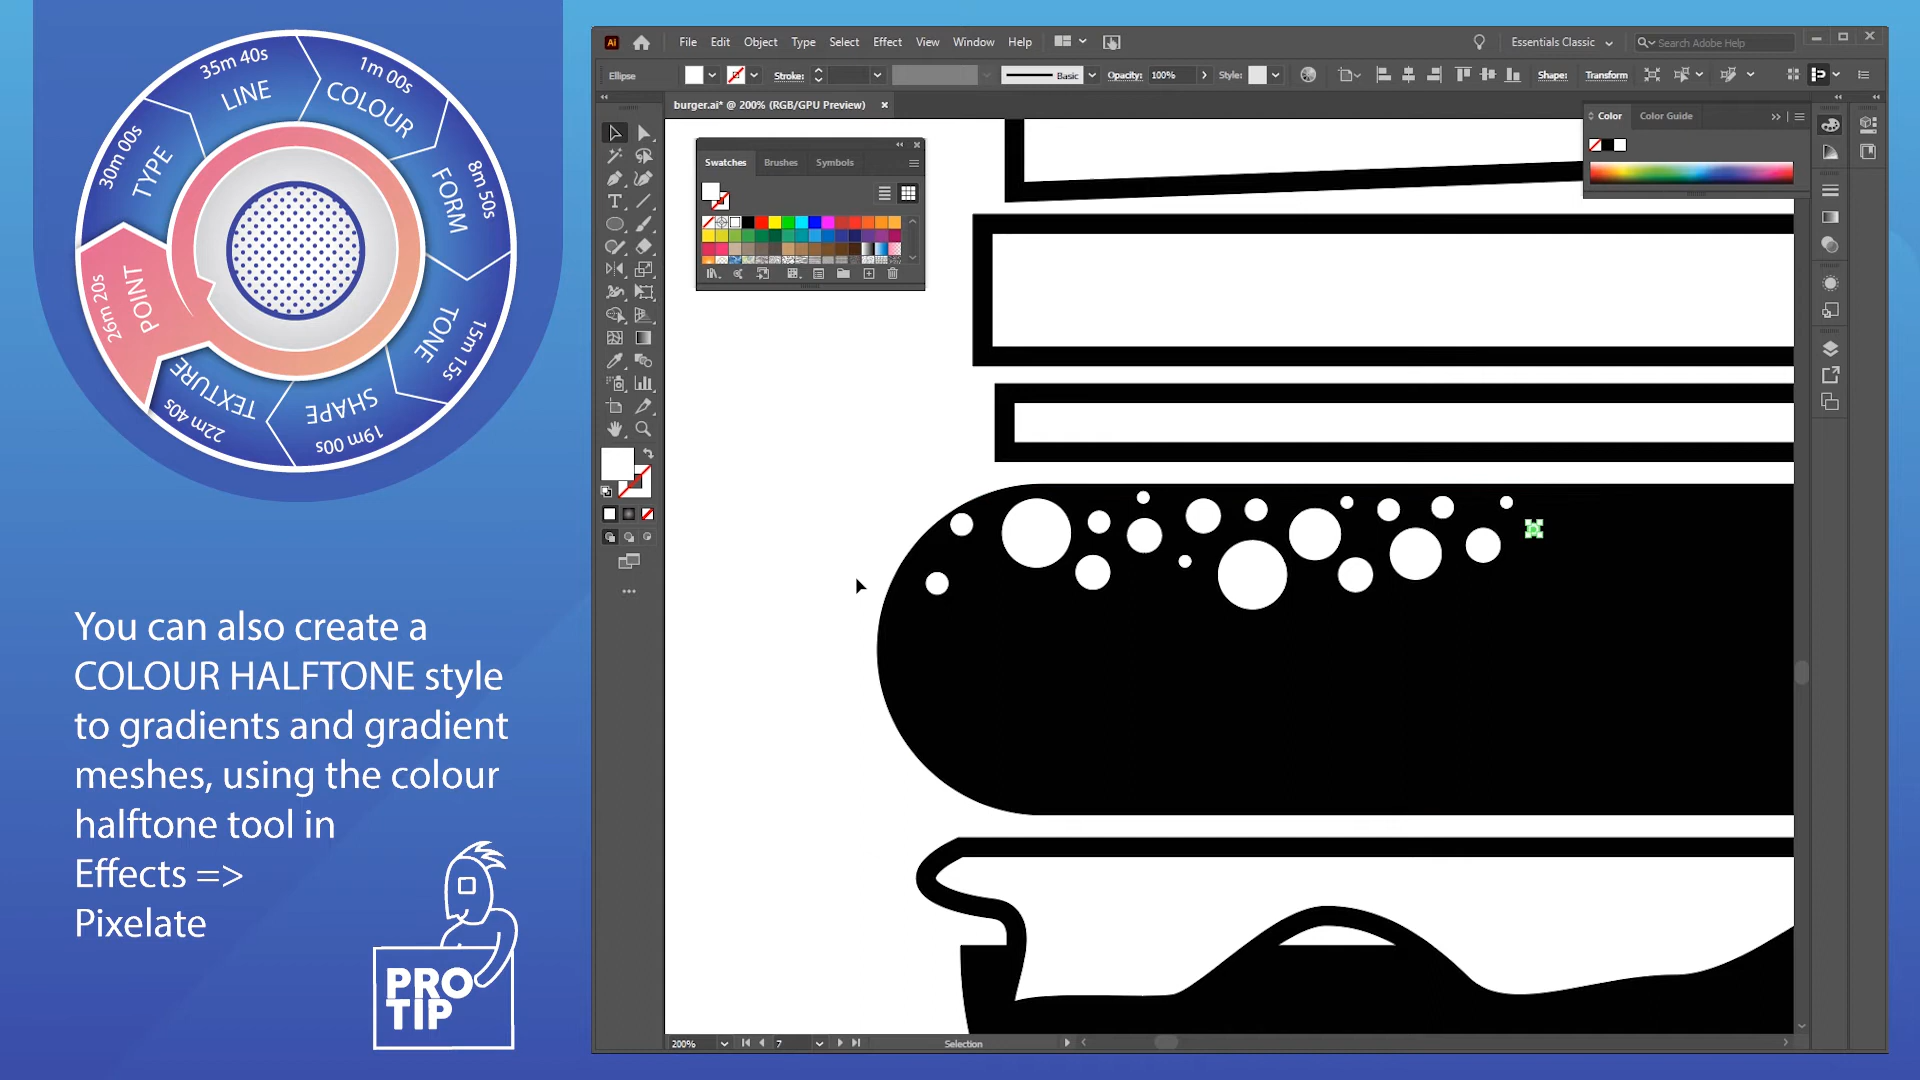 35m 40s
LINE
1m 00s
COLOUR
8m 50s
FORM
15m 15s
TONE
19m 00s
SHAPE
22m 40s
TEXTURE
26m 20s
POINT
30m 00s
TYPE
You can also create a
COLOUR HALFTONE style
to gradients and gradient
meshes, using the colour
halftone tool in
Effects =>
Pixelate
PRO
TIP
Ai
File Edit Object Type Select Effect View Window Help
Essentials Classic
Search Adobe Help
Ellipse
Stroke:
Basic
Opacity: 100%
Style:
Shape:
Transform
burger.ai* @ 200% (RGB/GPU Preview)
Swatches Brushes Symbols
Color Color Guide
200%
7
Selection